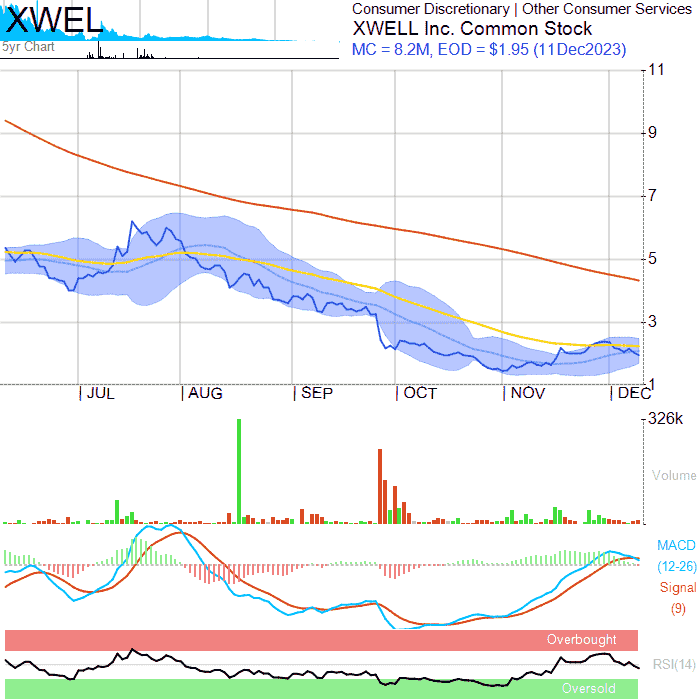 XWEL
5yr Chart
Consumer Discretionary | Other Consumer Services
XWELL Inc. Common Stock
MC = 8.2M, EOD = $1.95 (11Dec2023)
11
9
7
5
3
1
JUL
AUG
SEP
OCT
NOV
DEC
326k
Volume
MACD
(12-26)
Signal
(9)
Overbought
RSI(14)
Oversold